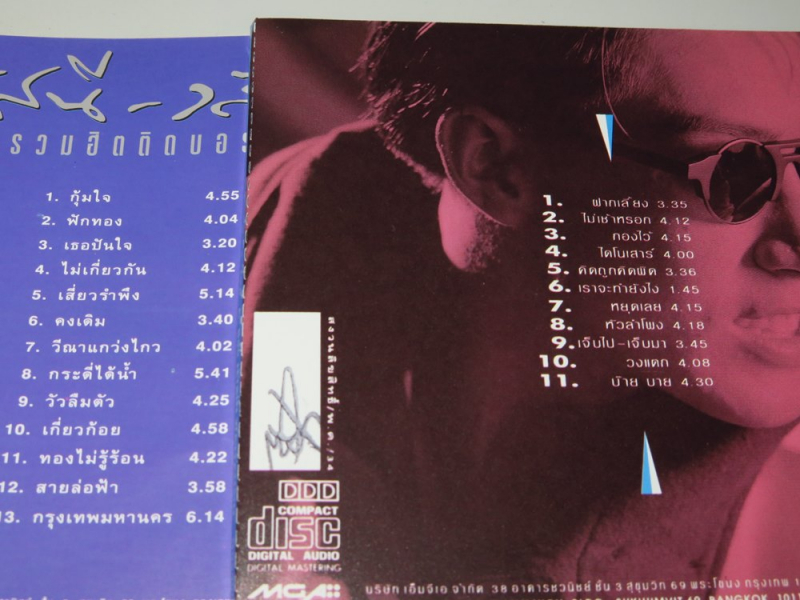 รวมฮิตติดบอ
1. กุ้มใจ 4.55
2. ฟักทอง 4.04
3. เธอปันใจ 3.20
4. ไม่เกี่ยวกัน 4.12
5. เสี่ยวรำพึง 5.14
6. คงเดิม 3.40
7. วีณาแกว่งไกว 4.02
8. กระดี่ได้น้ำ 5.41
9. วัวลืมตัว 4.25
10. เกี่ยวก้อย 4.58
11. ทองไม่รู้ร้อน 4.22
12. สายล่อฟ้า 3.58
13. กรุงเทพมหานคร 6.14
1. ฝากเสียง 3.35
2. ไม่เช้าหรอก 4.12
3. กองไว้ 4.15
4. ไดโนเสาร์ 4.00
5. คิดถูกคิดผิด 3.36
6. เราจะทำยังไง 1.45
7. หยุดเลย 4.15
8. หัวลำโพง 4.18
9. เจ็บไป-เจ็บมา 3.45
10. วงแตก 4.08
11. บ๊าย บาย 4.30
สงวนลิขสิทธิ์/พ.ค./34
DDD
COMPACT
disc
DIGITAL AUDIO
DIGITAL MASTERING
MGA
บริษัท เอ็มจีเอ จำกัด 38 อาคารชวนิชย์ ชั้น 3 สุขุมวิท 69 พระโขนง กรุงเทพ